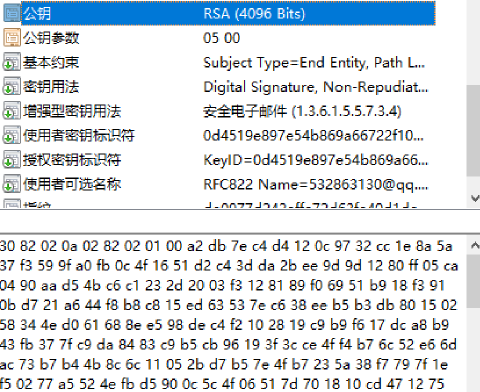 公钥 RSA (4096 Bits)
公钥参数 05 00
基本约束 Subject Type=End Entity, Path L...
密钥用法 Digital Signature, Non-Repudiat...
增强型密钥用法 安全电子邮件 (1.3.6.1.5.5.7.3.4)
使用者密钥标识符 0d4519e897e54b869a66722f10...
授权密钥标识符 KeyID=0d4519e897e54b869a66...
使用者可选名称 RFC822 Name=532863130@qq....
30 82 02 0a 02 82 02 01 00 a2 db 7e c4 d4 12 0c 97 32 cc 1e 8a 5a
37 f3 59 9f a0 fb 0c 4f 16 51 d2 c4 3d da 2b ee 9d 9d 12 80 ff 05 ca
04 90 aa d5 4b c6 c1 23 2d 20 03 f3 12 81 89 f0 69 51 b9 18 f3 91
0b d7 21 a6 44 f8 b8 c8 15 ed 63 53 7e c6 38 ee b5 b3 db 80 15 02
58 34 4e d0 61 68 8e e5 98 de c4 f2 10 28 19 c9 b9 f6 17 dc a8 b9
43 fb 37 7f c9 da 84 83 c9 b5 cb 96 19 3f 3c ce 4f f4 b7 6c 52 e6 6d
ac 73 b7 b4 4b 8c 6c 11 05 2b d7 b5 7e 4f b7 23 5a 38 f7 79 7f 1e
f5 02 77 a5 52 4e fb d5 90 0c 5c 4f 06 51 7d 70 18 10 cd 47 12 75